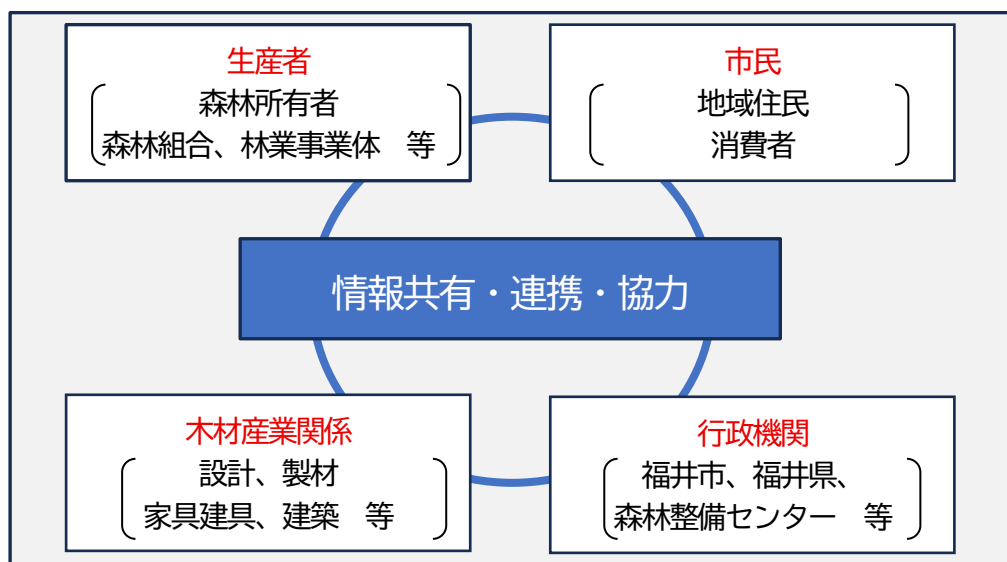 生産者
森林所有者
森林組合、林業事業体　等
市民
地域住民
消費者
情報共有・連携・協力
木材産業関係
設計、製材
家具建具、建築　等
行政機関
福井市、福井県、
森林整備センター　等